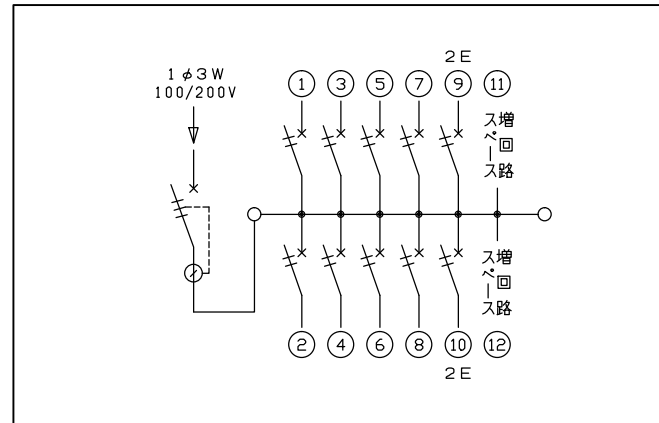 2E
1φ3W
100/200V
① ③ ⑤ ⑦ ⑨ ⑪
増回路
スペース
増回路
スペース
② ④ ⑥ ⑧ ⑩ ⑫
2E